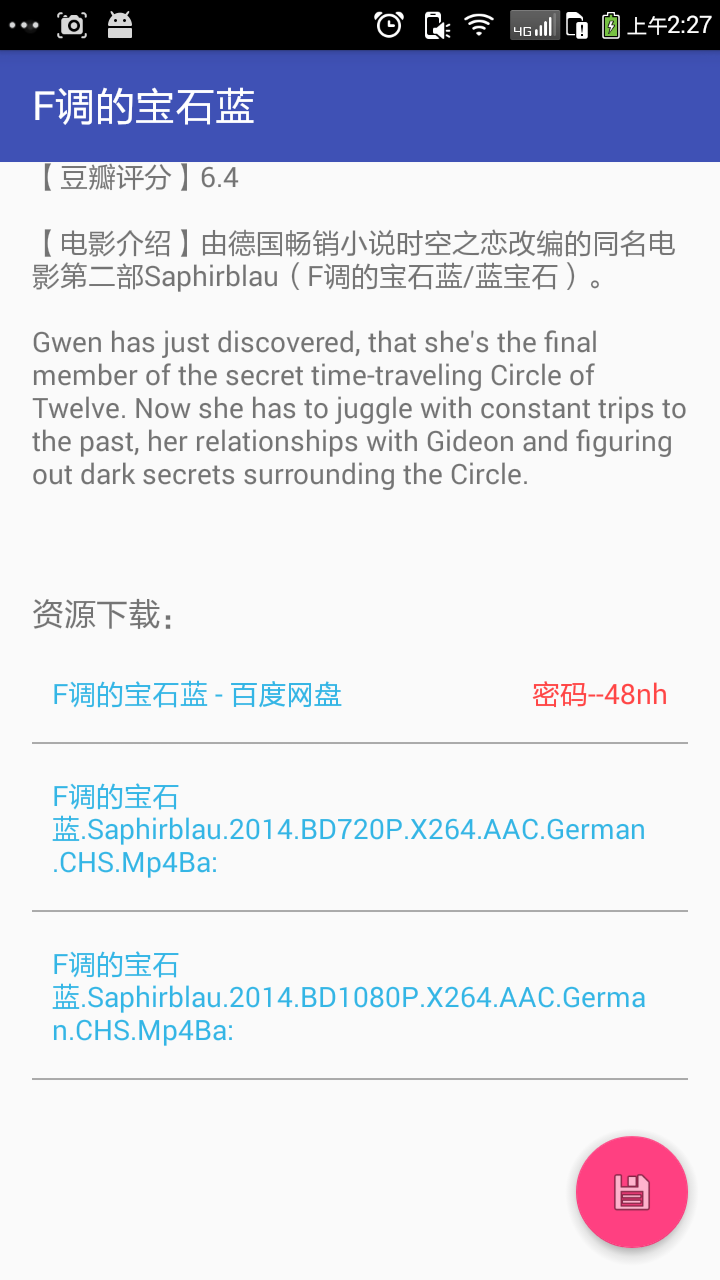 4G
上午2:27
F调的宝石蓝
【豆瓣评分】6.4
【电影介绍】由德国畅销小说时空之恋改编的同名电
影第二部Saphirblau（F调的宝石蓝/蓝宝石）。
Gwen has just discovered, that she's the final
member of the secret time-traveling Circle of
Twelve. Now she has to juggle with constant trips to
the past, her relationships with Gideon and figuring
out dark secrets surrounding the Circle.
资源下载：
F调的宝石蓝 - 百度网盘
密码--48nh
F调的宝石
蓝.Saphirblau.2014.BD720P.X264.AAC.German
.CHS.Mp4Ba:
F调的宝石
蓝.Saphirblau.2014.BD1080P.X264.AAC.Germa
n.CHS.Mp4Ba: